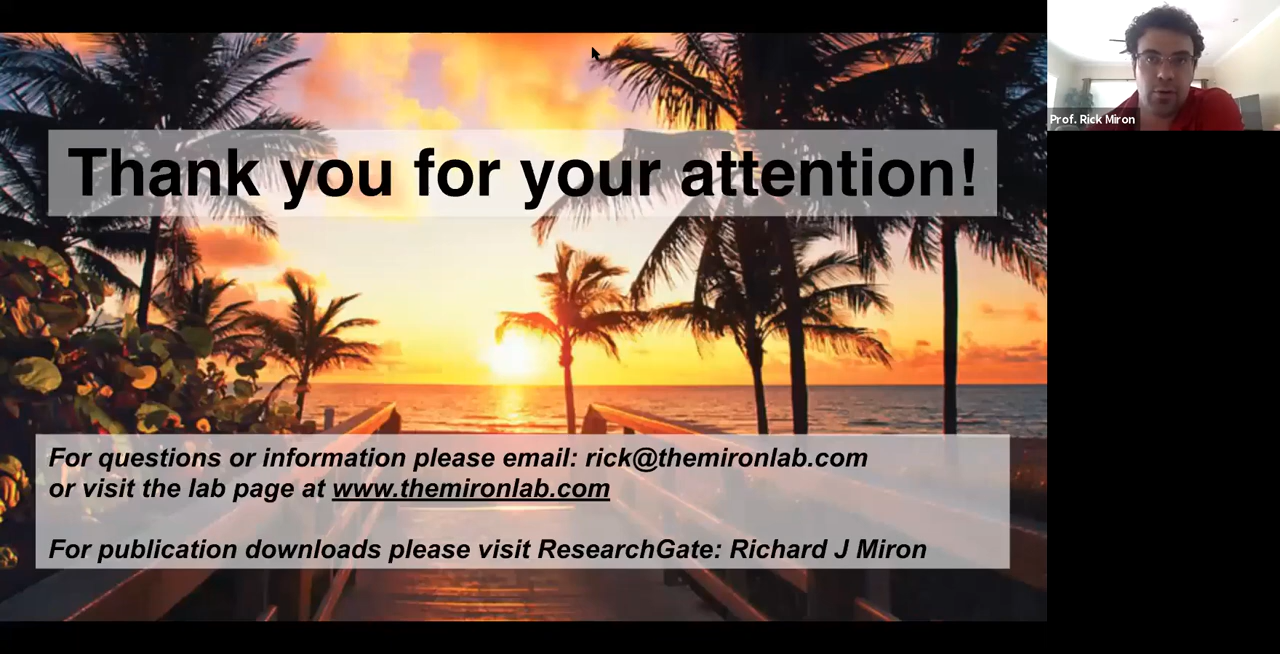 Thank you for your attention!
For questions or information please email: rick@themironlab.com
or visit the lab page at www.themironlab.com
For publication downloads please visit ResearchGate: Richard J Miron
Prof. Rick Miron